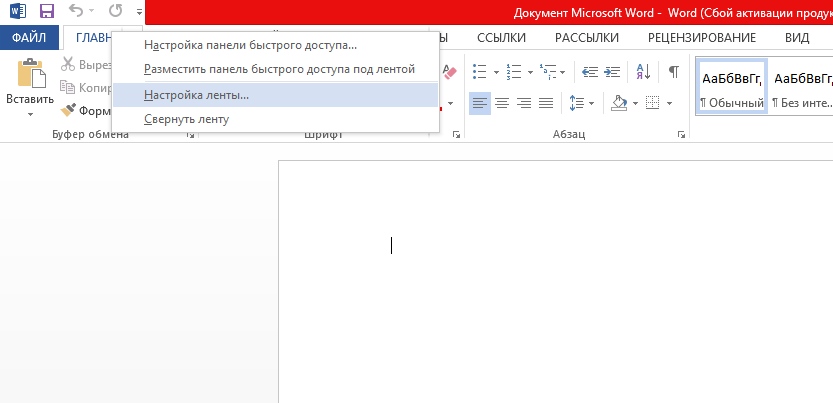 Документ Microsoft Word - Word (Сбой активации проду
ФАЙЛ ГЛАВН ССЫЛКИ РАССЫЛКИ РЕЦЕНЗИРОВАНИЕ ВИД
Настройка панели быстрого доступа...
Разместить панель быстрого доступа под лентой
Настройка ленты...
Свернуть ленту
Вставить
Вырез
Копир
Форм
АаБбВвГг, АаБбВвГг,
¶ Обычный ¶ Без инте...
Буфер обмена Шрифт Абзац